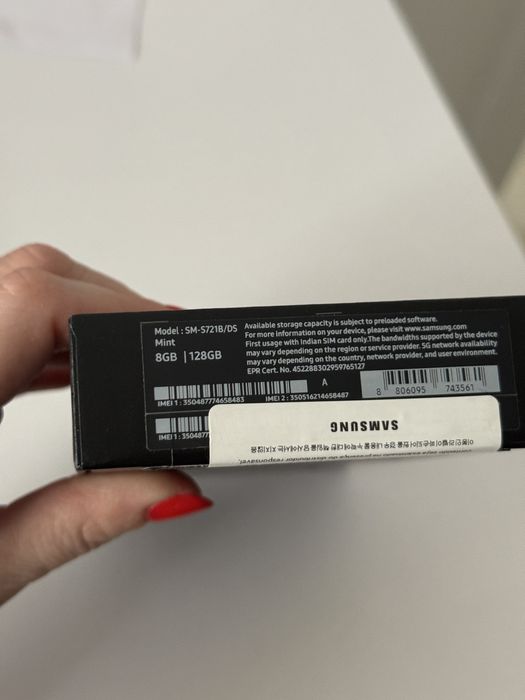 Model : SM-S721B/DS
Mint
8GB | 128GB
Available storage capacity is subject to preloaded software.
For more information on your device, please visit www.samsung.com
First usage with Indian SIM card only.The bandwidths supported by the device
may vary depending on the region or service provider. 5G network availability
may vary depending on the country, network provider, and user environment.
EPR Cert. No. 452288302959765127
A
IMEI 1 : 350487774658483
IMEI 2 : 350516214658487
8 806095 743561
IMEI 1 : 3504877
SAMSUNG